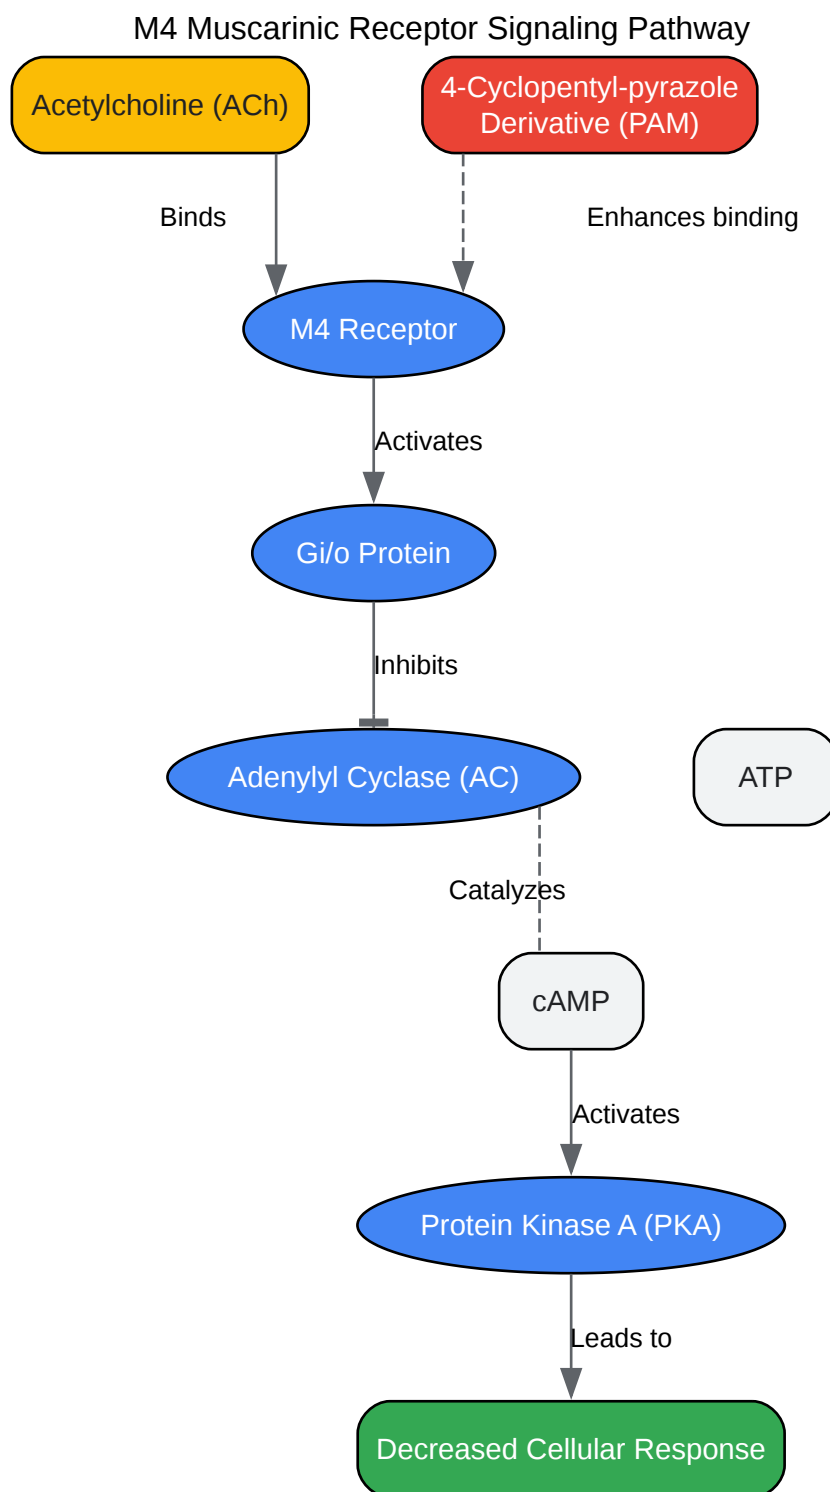 M4 Muscarinic Receptor Signaling Pathway
Acetylcholine (ACh)
4-Cyclopentyl-pyrazole
Derivative (PAM)
Binds
Enhances binding
M4 Receptor
Activates
Gi/o Protein
Inhibits
Adenylyl Cyclase (AC)
ATP
Catalyzes
cAMP
Activates
Protein Kinase A (PKA)
Leads to
Decreased Cellular Response